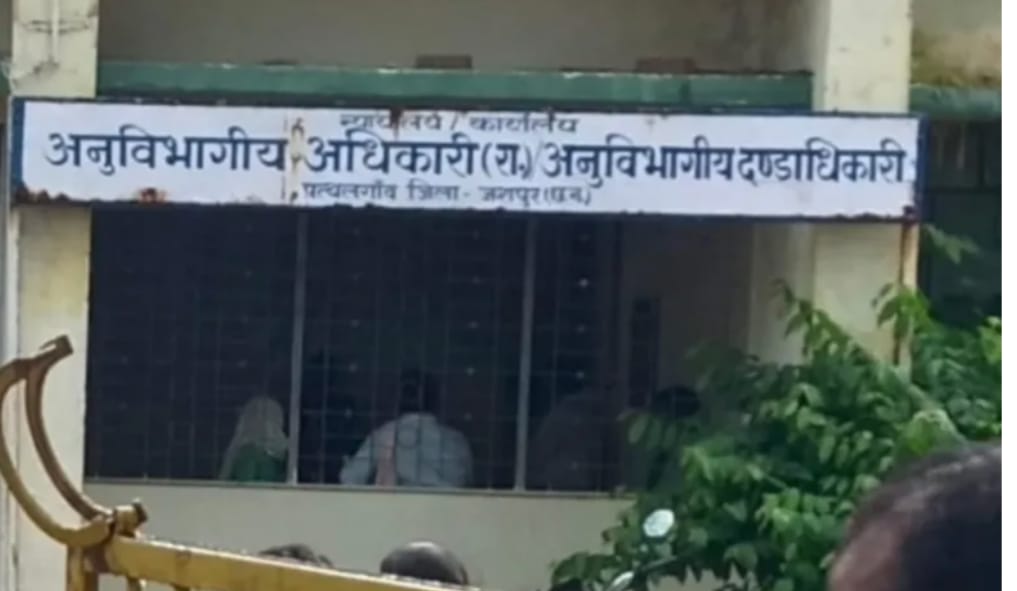 न्यायालय / कार्यालय
अनुविभागीय अधिकारी (रा.)/अनुविभागीय दण्डाधिकारी
पत्थलगाँव जिला - जशपुर (छ.ग.)